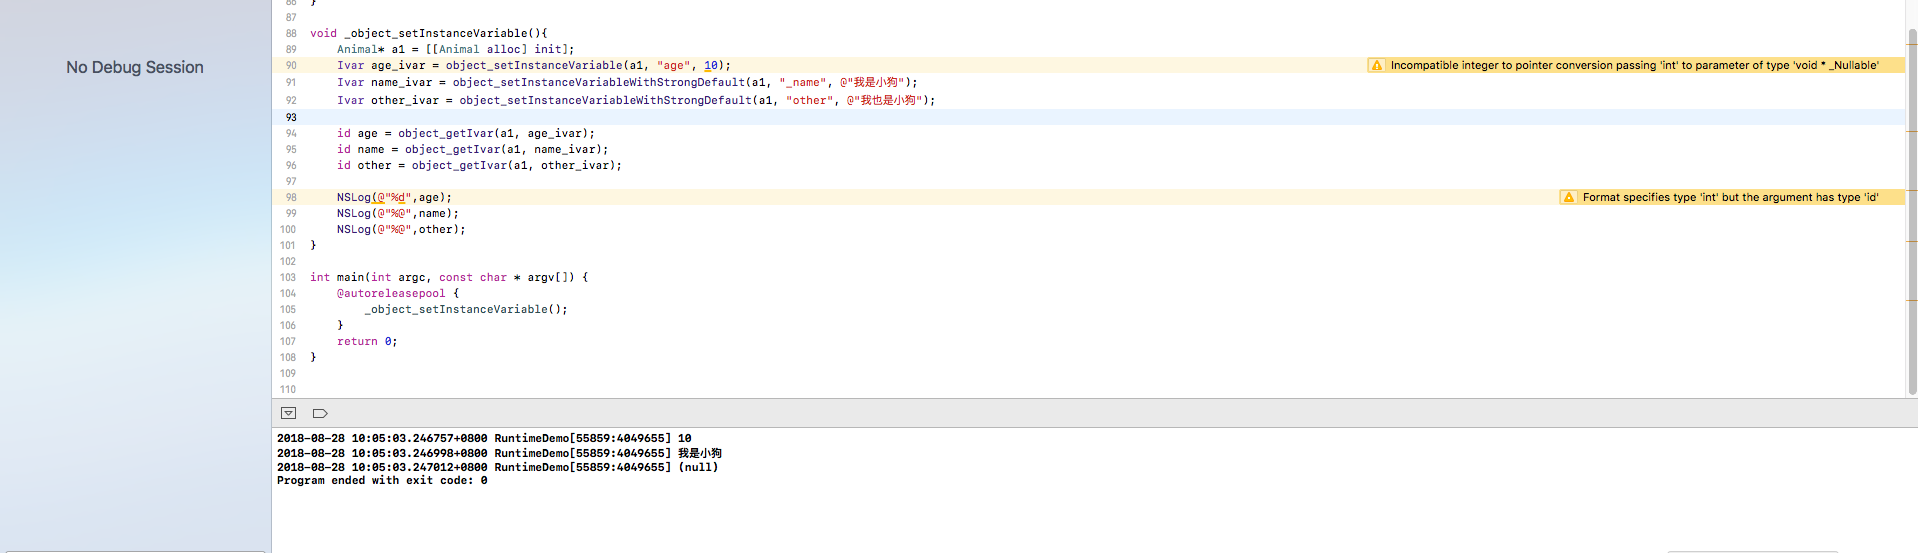 No Debug Session
86 }
87
88 void _object_setInstanceVariable(){
89 Animal* a1 = [[Animal alloc] init];
90 Ivar age_ivar = object_setInstanceVariable(a1, "age", 10);
Incompatible integer to pointer conversion passing 'int' to parameter of type 'void * _Nullable'
91 Ivar name_ivar = object_setInstanceVariableWithStrongDefault(a1, "_name", @"我是小狗");
92 Ivar other_ivar = object_setInstanceVariableWithStrongDefault(a1, "other", @"我也是小狗");
93
94 id age = object_getIvar(a1, age_ivar);
95 id name = object_getIvar(a1, name_ivar);
96 id other = object_getIvar(a1, other_ivar);
97
98 NSLog(@"%d",age);
Format specifies type 'int' but the argument has type 'id'
99 NSLog(@"%@",name);
100 NSLog(@"%@",other);
101 }
102
103 int main(int argc, const char * argv[]) {
104 @autoreleasepool {
105 _object_setInstanceVariable();
106 }
107 return 0;
108 }
109
110
2018-08-28 10:05:03.246757+0800 RuntimeDemo[55859:4049655] 10
2018-08-28 10:05:03.246998+0800 RuntimeDemo[55859:4049655] 我是小狗
2018-08-28 10:05:03.247012+0800 RuntimeDemo[55859:4049655] (null)
Program ended with exit code: 0